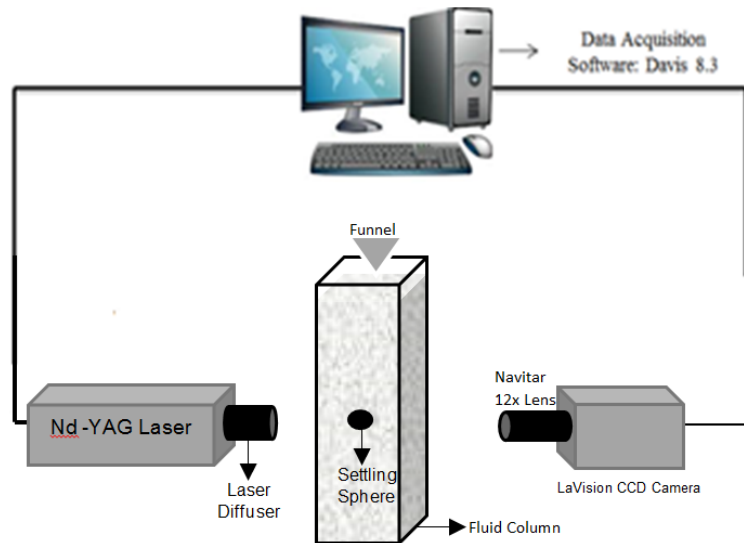 Data Acquisition
Software: Davis 8.3
Funnel
Navitar
12x Lens
Nd -YAG Laser
Settling
Sphere
Laser
Diffuser
LaVision CCD Camera
Fluid Column